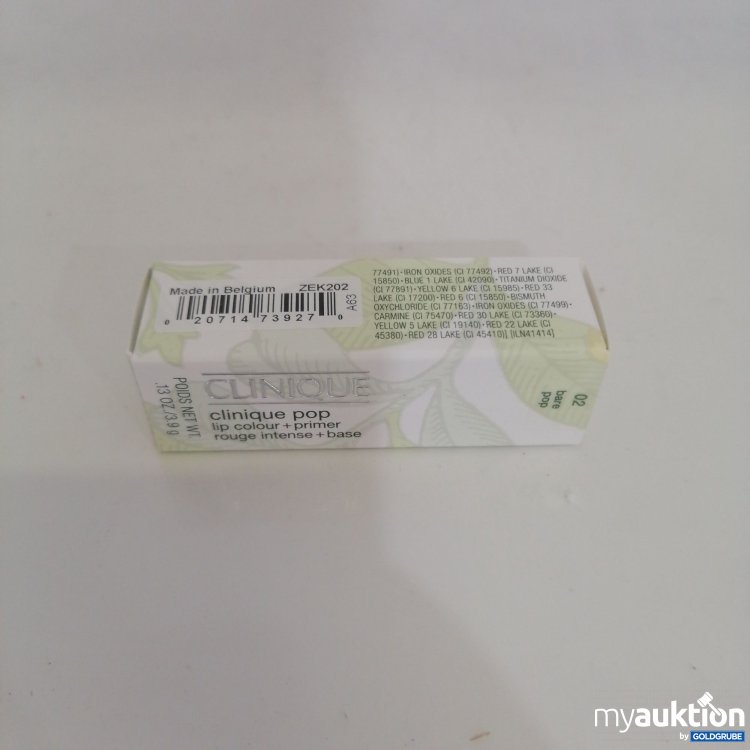 Made in Belgium ZEK202
A63
0 20714 73927 0
77491)•IRON OXIDES (CI 77492)•RED 7 LAKE (CI
15850)•BLUE 1 LAKE (CI 42090)•TITANIUM DIOXIDE
(CI 77891)•YELLOW 6 LAKE (CI 15985)•RED 33
LAKE (CI 17200)•RED 6 (CI 15850)•BISMUTH
OXYCHLORIDE (CI 77163)•IRON OXIDES (CI 77499)•
CARMINE (CI 75470)•RED 30 LAKE (CI 73360)•
YELLOW 5 LAKE (CI 19140)•RED 22 LAKE (CI
45380)•RED 28 LAKE (CI 45410)] [ILN41414]
POIDS NET WT.
.13 OZ/3.9 g
CLINIQUE
clinique pop
lip colour + primer
rouge intense + base
02
bare
pop
myauktion
by GOLDGRUBE